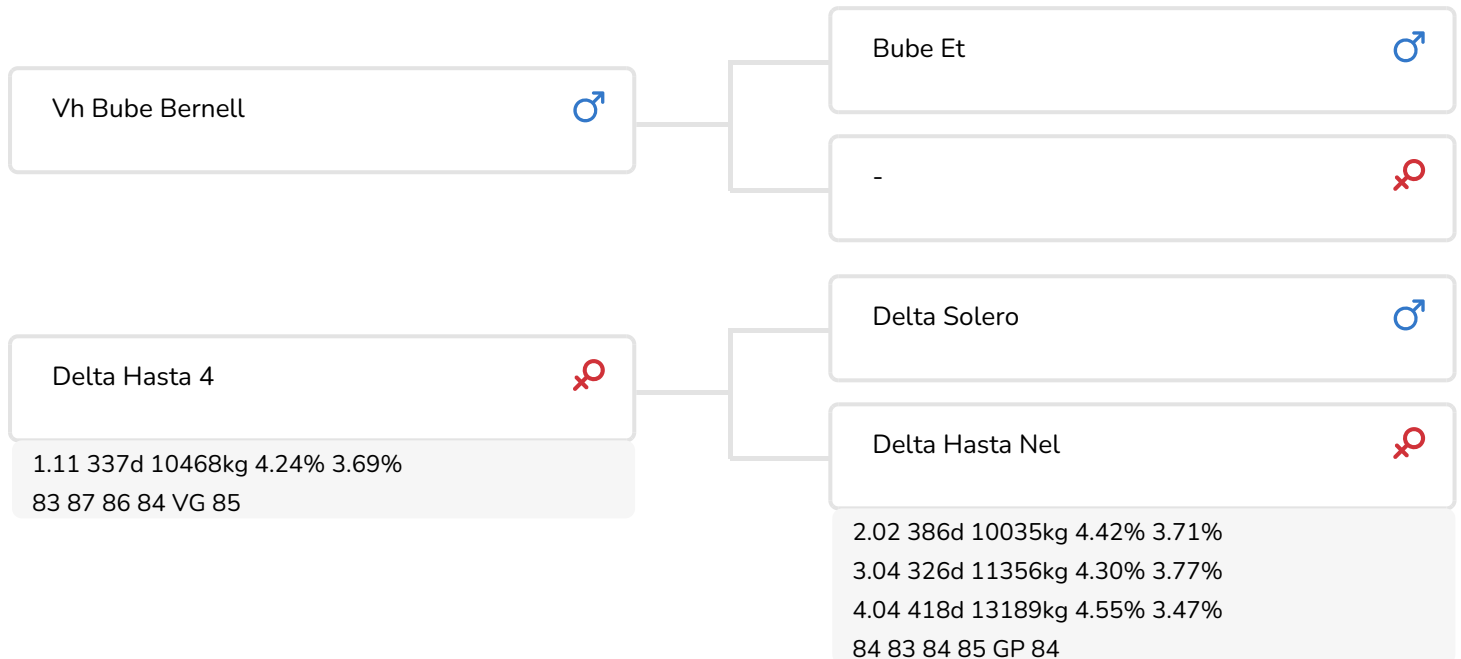 Vh Bube Bernell
Bube Et
-
Delta Hasta 4
1.11 337d 10468kg 4.24% 3.69%
83 87 86 84 VG 85
Delta Solero
Delta Hasta Nel
2.02 386d 10035kg 4.42% 3.71%
3.04 326d 11356kg 4.30% 3.77%
4.04 418d 13189kg 4.55% 3.47%
84 83 84 85 GP 84